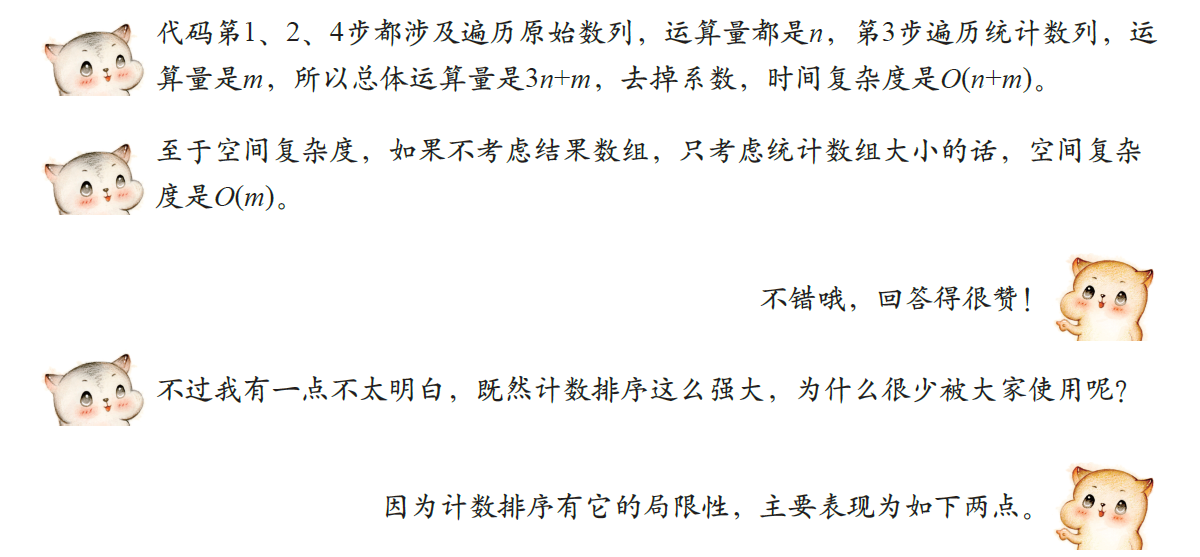 代码第1、2、4步都涉及遍历原始数列，运算量都是n，第3步遍历统计数列，运
算量是m，所以总体运算量是3n+m，去掉系数，时间复杂度是O(n+m)。
至于空间复杂度，如果不考虑结果数组，只考虑统计数组大小的话，空间复杂
度是O(m)。
不错哦，回答得很赞！
不过我有一点不太明白，既然计数排序这么强大，为什么很少被大家使用呢？
因为计数排序有它的局限性，主要表现为如下两点。